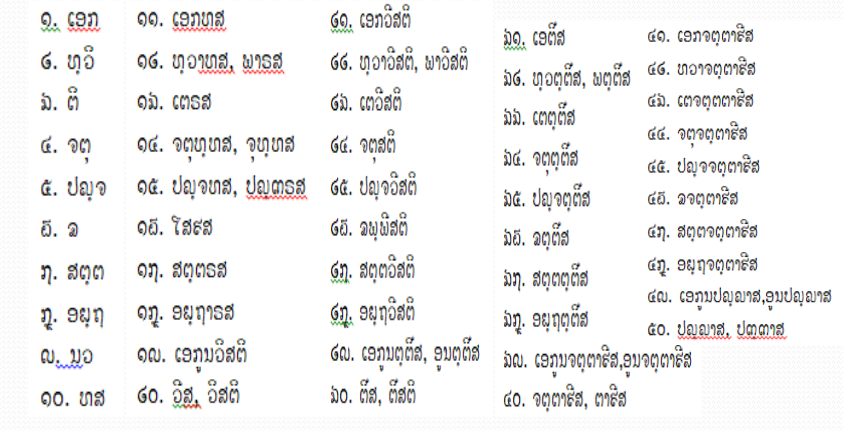 ໑. ເອກ
໒. ທ຺ວິ
໓. ຕິ
໔. ຈຕຸ
໕. ປຎ຺ຈ
໖. ຉ
໗. ສຕ຺ຕ
໘. ອຏ຺ຐ
໙. ນວ
໑໐. ທສ
໑໑. ເອກທສ
໑໒. ທ຺ວາທສ, ພາຣສ
໑໓. ເຕຣສ
໑໔. ຈຕຸທ຺ທສ, ຈຸທ຺ທສ
໑໕. ປຎ຺ຈທສ, ປຓ຺ຓຣສ
໑໖. ໂສຬສ
໑໗. ສຕ຺ຕຣສ
໑໘. ອຏ຺ຐາຣສ
໑໙. ເອກູນວີສຕິ
໒໐. ວີສ, ວີສຕິ
໒໑. ເອກວີສຕິ
໒໒. ທ຺ວາວີສຕິ, ພາວີສຕິ
໒໓. ເຕວີສຕິ
໒໔. ຈຕຸສຕິ
໒໕. ປຎ຺ຈວີສຕິ
໒໖. ຉພ຺ພີສຕິ
໒໗. ສຕ຺ຕວີສຕິ
໒໘. ອຏ຺ຐວີສຕິ
໒໙. ເອກູນຕ຺ຕຶສ, ອູນຕ຺ຕຶສ
໓໐. ຕຶສ, ຕຶສຕິ
໓໑. ເອຕຶສ
໓໒. ທ຺ວຕ຺ຕຶສ, ພຕ຺ຕຶສ
໓໓. ເຕຕ຺ຕຶສ
໓໔. ຈຕຸຕ຺ຕຶສ
໓໕. ປຎ຺ຈຕ຺ຕຶສ
໓໖. ຉຕ຺ຕຶສ
໓໗. ສຕ຺ຕຕ຺ຕຶສ
໓໘. ອຏ຺ຐຕ຺ຕຶສ
໓໙. ເອກູນຈຕ຺ຕາຬີສ,ອູນຈຕ຺ຕາຬີສ
໔໐. ຈຕ຺ຕາຬີສ, ຕາຬີສ
໔໑. ເອກຈຕ຺ຕາຬີສ
໔໒. ທວາຈຕ຺ຕາຬີສ
໔໓. ເຕຈຕ຺ຕຕາຬີສ
໔໔. ຈຕຸຈຕ຺ຕາຬີສ
໔໕. ປຎ຺ຈຈຕ຺ຕາຬີສ
໔໖. ຉຈຕ຺ຕາຬີສ
໔໗. ສຕ຺ຕຈຕ຺ຕາຬີສ
໔໘. ອຏ຺ຐຈຕ຺ຕາຬີສ
໔໙. ເອກູນປຎ຺ຎາສ,ອູນປຎ຺ຎາສ
໕໐. ປຎ຺ຎາສ, ປຓ຺ຓາສ